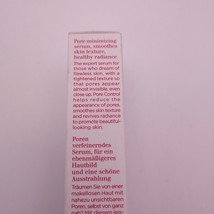 Pore minimizing
serum, smoothes
skin texture,
healthy radiance
The expert serum for
those who dream of
flawless skin, with a
tightened texture so
that pores appear
almost invisible, even
close up. Pore Control
helps reduce the
appearance of pores,
smoothes skin texture
and revives radiance
to promote beautiful-
looking skin.
Poren
verfeinerndes
Serum, für ein
ebenmäßigeres
Hautbild
und eine schöne
Ausstrahlung
Träumen Sie von einer
makellosen Haut mit
nahezu unsichtbaren
Poren, selbst von ganz
Mit diesem